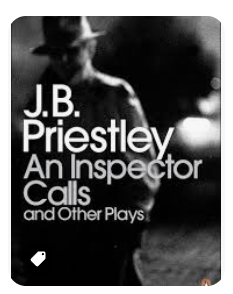 J.B.
Priestley
An Inspector
Calls
and Other Plays